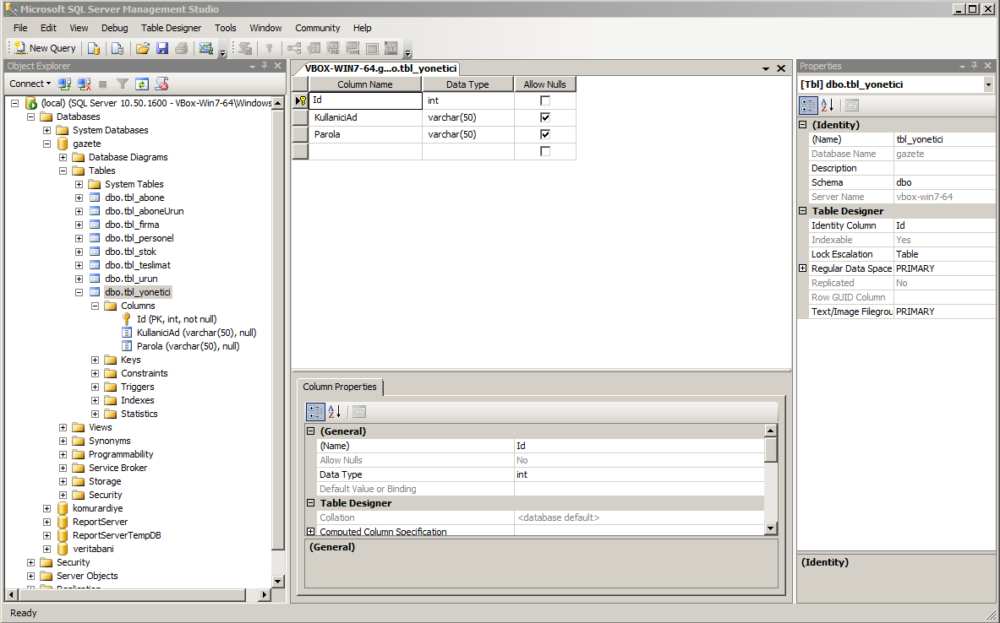 Microsoft SQL Server Management Studio
File Edit View Debug Table Designer Tools Window Community Help
New Query
Object Explorer
Connect
(local) (SQL Server 10.50.1600 - VBox-Win7-64\Windows
Databases
System Databases
gazete
Database Diagrams
Tables
System Tables
dbo.tbl_abone
dbo.tbl_aboneUrun
dbo.tbl_firma
dbo.tbl_personel
dbo.tbl_stok
dbo.tbl_teslimat
dbo.tbl_urun
dbo.tbl_yonetici
Columns
Id (PK, int, not null)
KullaniciAd (varchar(50), null)
Parola (varchar(50), null)
Keys
Constraints
Triggers
Indexes
Statistics
Views
Synonyms
Programmability
Service Broker
Storage
Security
komurardiye
ReportServer
ReportServerTempDB
veritabani
Security
Server Objects
Replication
VBOX-WIN7-64.g...o.tbl_yonetici
Column Name Data Type Allow Nulls
Id int
KullaniciAd varchar(50)
Parola varchar(50)
Column Properties
(General)
(Name) Id
Allow Nulls No
Data Type int
Default Value or Binding
Table Designer
Collation <database default>
Computed Column Specification
(General)
Properties
[Tbl] dbo.tbl_yonetici
(Identity)
(Name) tbl_yonetici
Database Name gazete
Description
Schema dbo
Server Name vbox-win7-64
Table Designer
Identity Column Id
Indexable Yes
Lock Escalation Table
Regular Data Space PRIMARY
Replicated No
Row GUID Column
Text/Image Filegrou PRIMARY
(Identity)
Ready